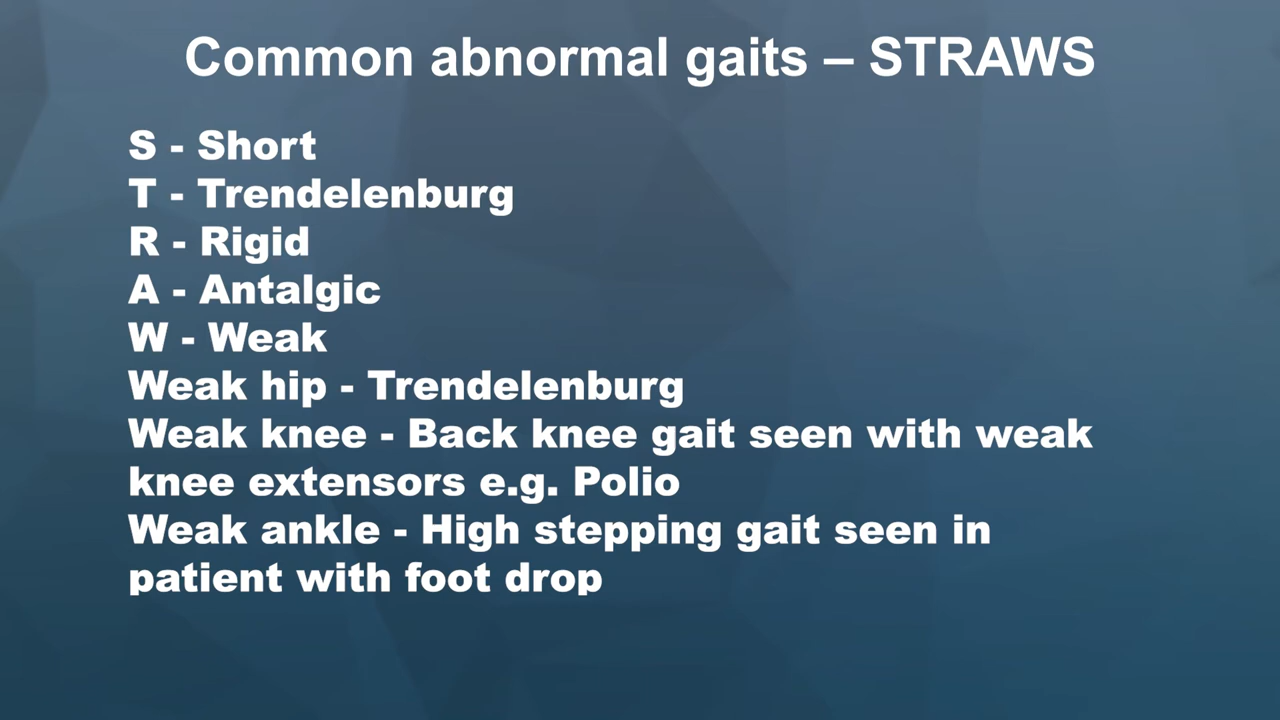 Common abnormal gaits – STRAWS
S - Short
T - Trendelenburg
R - Rigid
A - Antalgic
W - Weak
Weak hip - Trendelenburg
Weak knee - Back knee gait seen with weak
knee extensors e.g. Polio
Weak ankle - High stepping gait seen in
patient with foot drop